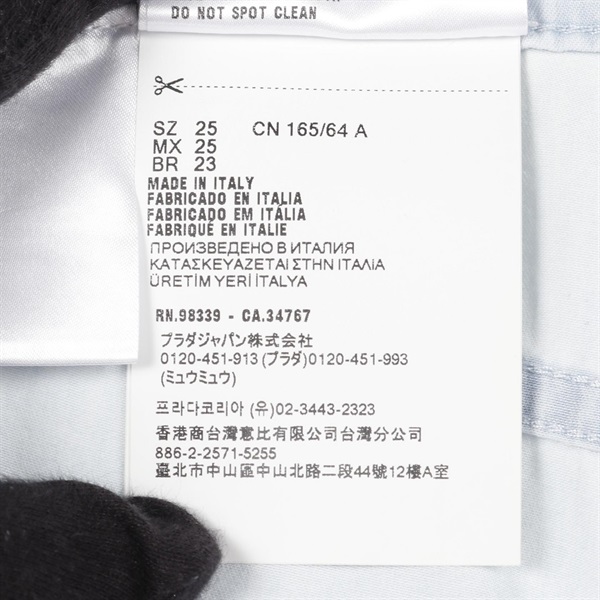 DO NOT SPOT CLEAN
SZ 25 CN 165/64 A
MX 25
BR 23
MADE IN ITALY
FABRICADO EN ITALIA
FABRICADO EM ITÁLIA
FABRIQUÉ EN ITALIE
ПРОИЗВЕДЕНО В ИТАЛИЯ
ΚΑΤΑΣΚΕΥΑΖΕΤΑΙ ΣΤΗΝ ΙΤΑΛiΑ
ÜRETİM YERİ İTALYA
RN.98339 - CA.34767
プラダジャパン株式会社
0120-451-913 (プラダ)0120-451-993
(ミュウミュウ)
프라다코리아 (유)02-3443-2323
香港商台灣意比有限公司台灣分公司
886-2-2571-5255
臺北市中山區中山北路二段44號12樓A室